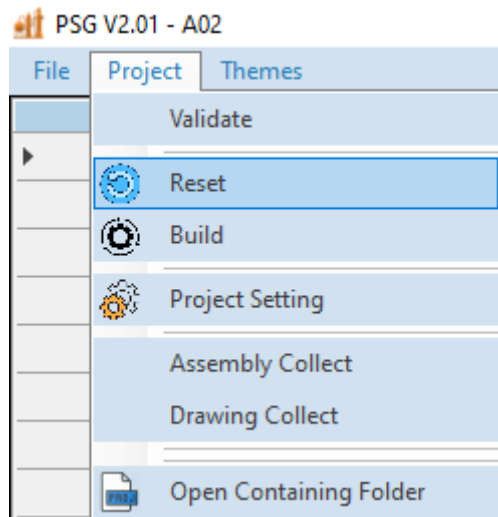 PSG V2.01 - A02
File Project Themes
Validate
Reset
Build
Project Setting
Assembly Collect
Drawing Collect
Open Containing Folder